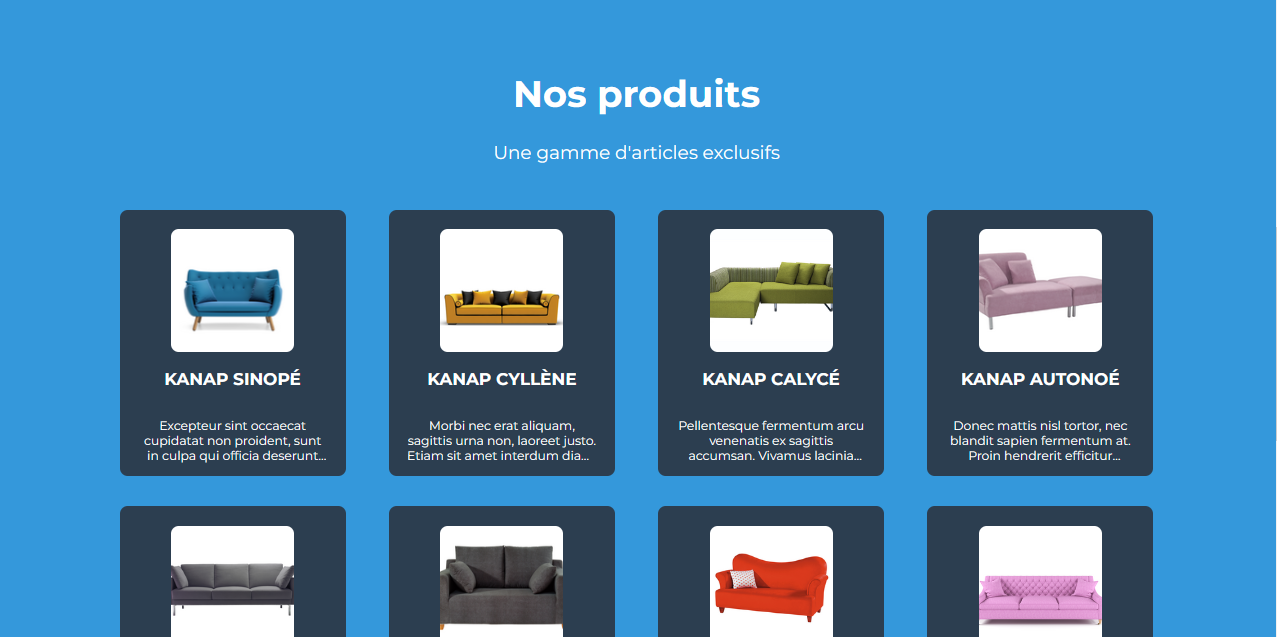 Nos produits
Une gamme d'articles exclusifs
KANAP SINOPÉ
Excepteur sint occaecat
cupidatat non proident, sunt
in culpa qui officia deserunt...
KANAP CYLLÈNE
Morbi nec erat aliquam,
sagittis urna non, laoreet justo.
Etiam sit amet interdum dia...
KANAP CALYCÉ
Pellentesque fermentum arcu
venenatis ex sagittis
accumsan. Vivamus lacinia...
KANAP AUTONOÉ
Donec mattis nisl tortor, nec
blandit sapien fermentum at.
Proin hendrerit efficitur...